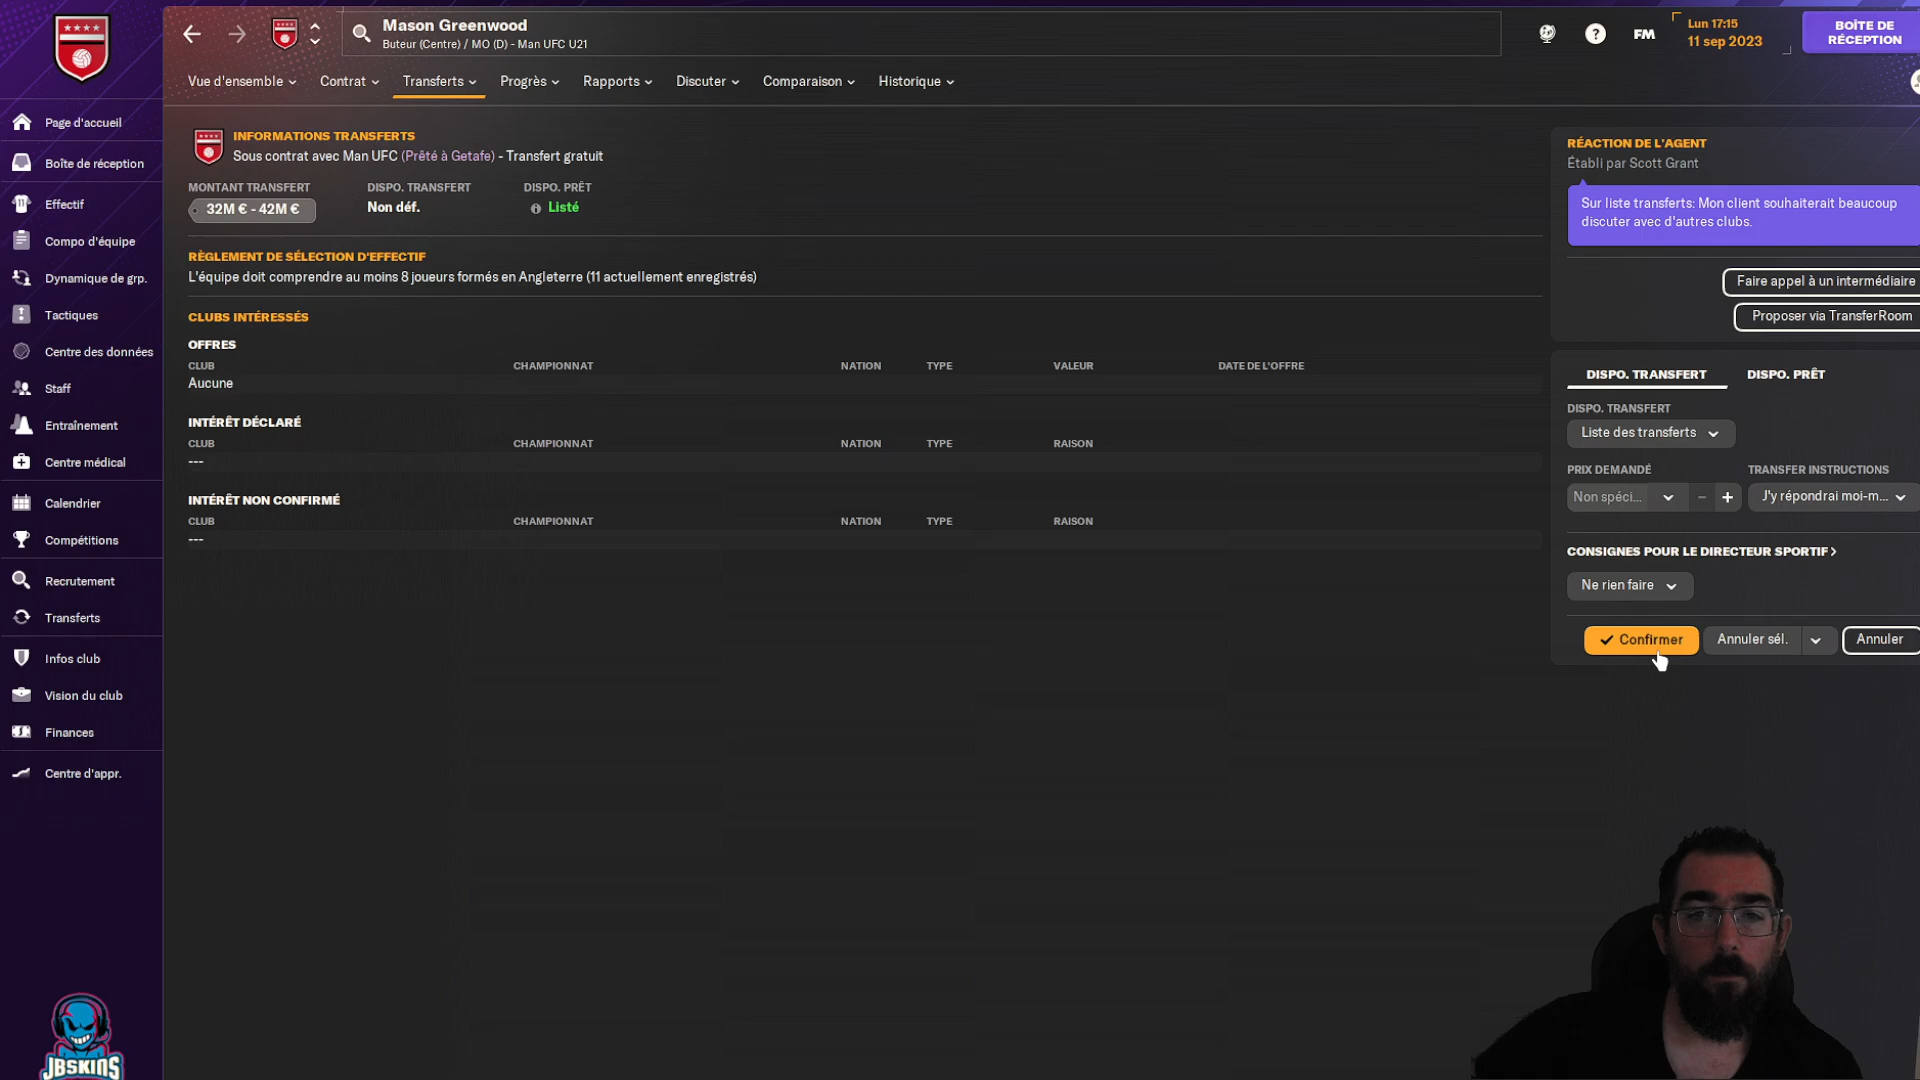 Mason Greenwood
Buteur (Centre) / MO (D) - Man UFC U21
FM
Lun 17:15
11 sep 2023
BOÎTE DE
RÉCEPTION
Vue d'ensemble
Contrat
Transferts
Progrès
Rapports
Discuter
Comparaison
Historique
Page d'accueil
Boîte de réception
Effectif
Compo d'équipe
Dynamique de grp.
Tactiques
Centre des données
Staff
Entraînement
Centre médical
Calendrier
Compétitions
Recrutement
Transferts
Infos club
Vision du club
Finances
Centre d'appr.
JBSKINS
INFORMATIONS TRANSFERTS
Sous contrat avec Man UFC (Prêté à Getafe) - Transfert gratuit
MONTANT TRANSFERT DISPO. TRANSFERT DISPO. PRÊT
32M € - 42M € Non déf. Listé
RÈGLEMENT DE SÉLECTION D'EFFECTIF
L'équipe doit comprendre au moins 8 joueurs formés en Angleterre (11 actuellement enregistrés)
CLUBS INTÉRESSÉS
OFFRES
CLUB CHAMPIONNAT NATION TYPE VALEUR DATE DE L'OFFRE
Aucune
INTÉRÊT DÉCLARÉ
CLUB CHAMPIONNAT NATION TYPE RAISON
---
INTÉRÊT NON CONFIRMÉ
CLUB CHAMPIONNAT NATION TYPE RAISON
---
RÉACTION DE L'AGENT
Établi par Scott Grant
Sur liste transferts: Mon client souhaiterait beaucoup
discuter avec d'autres clubs.
Faire appel à un intermédiaire
Proposer via TransferRoom
DISPO. TRANSFERT DISPO. PRÊT
DISPO. TRANSFERT
Liste des transferts
PRIX DEMANDÉ TRANSFER INSTRUCTIONS
Non spéci... − + J'y répondrai moi-m...
CONSIGNES POUR LE DIRECTEUR SPORTIF >
Ne rien faire
Confirmer Annuler sél. Annuler